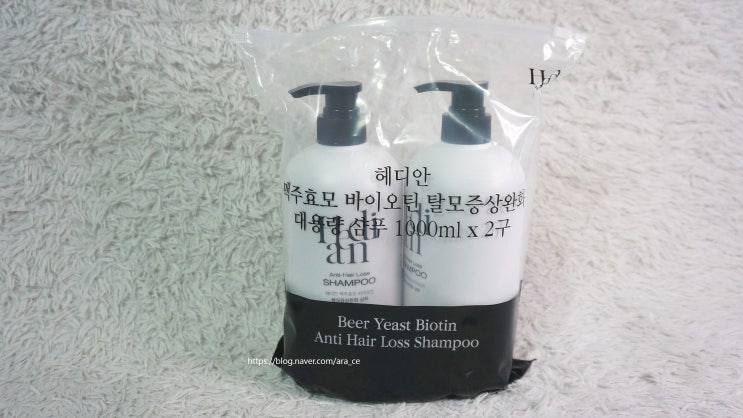 헤디안
맥주효모 바이오틴 탈모증상완화
대용량 샴푸 1000ml x 2구
Hedi
an
Anti-Hair Loss
SHAMPOO
Beer Yeast Biotin
Anti Hair Loss Shampoo
https://blog.naver.com/ara_ce